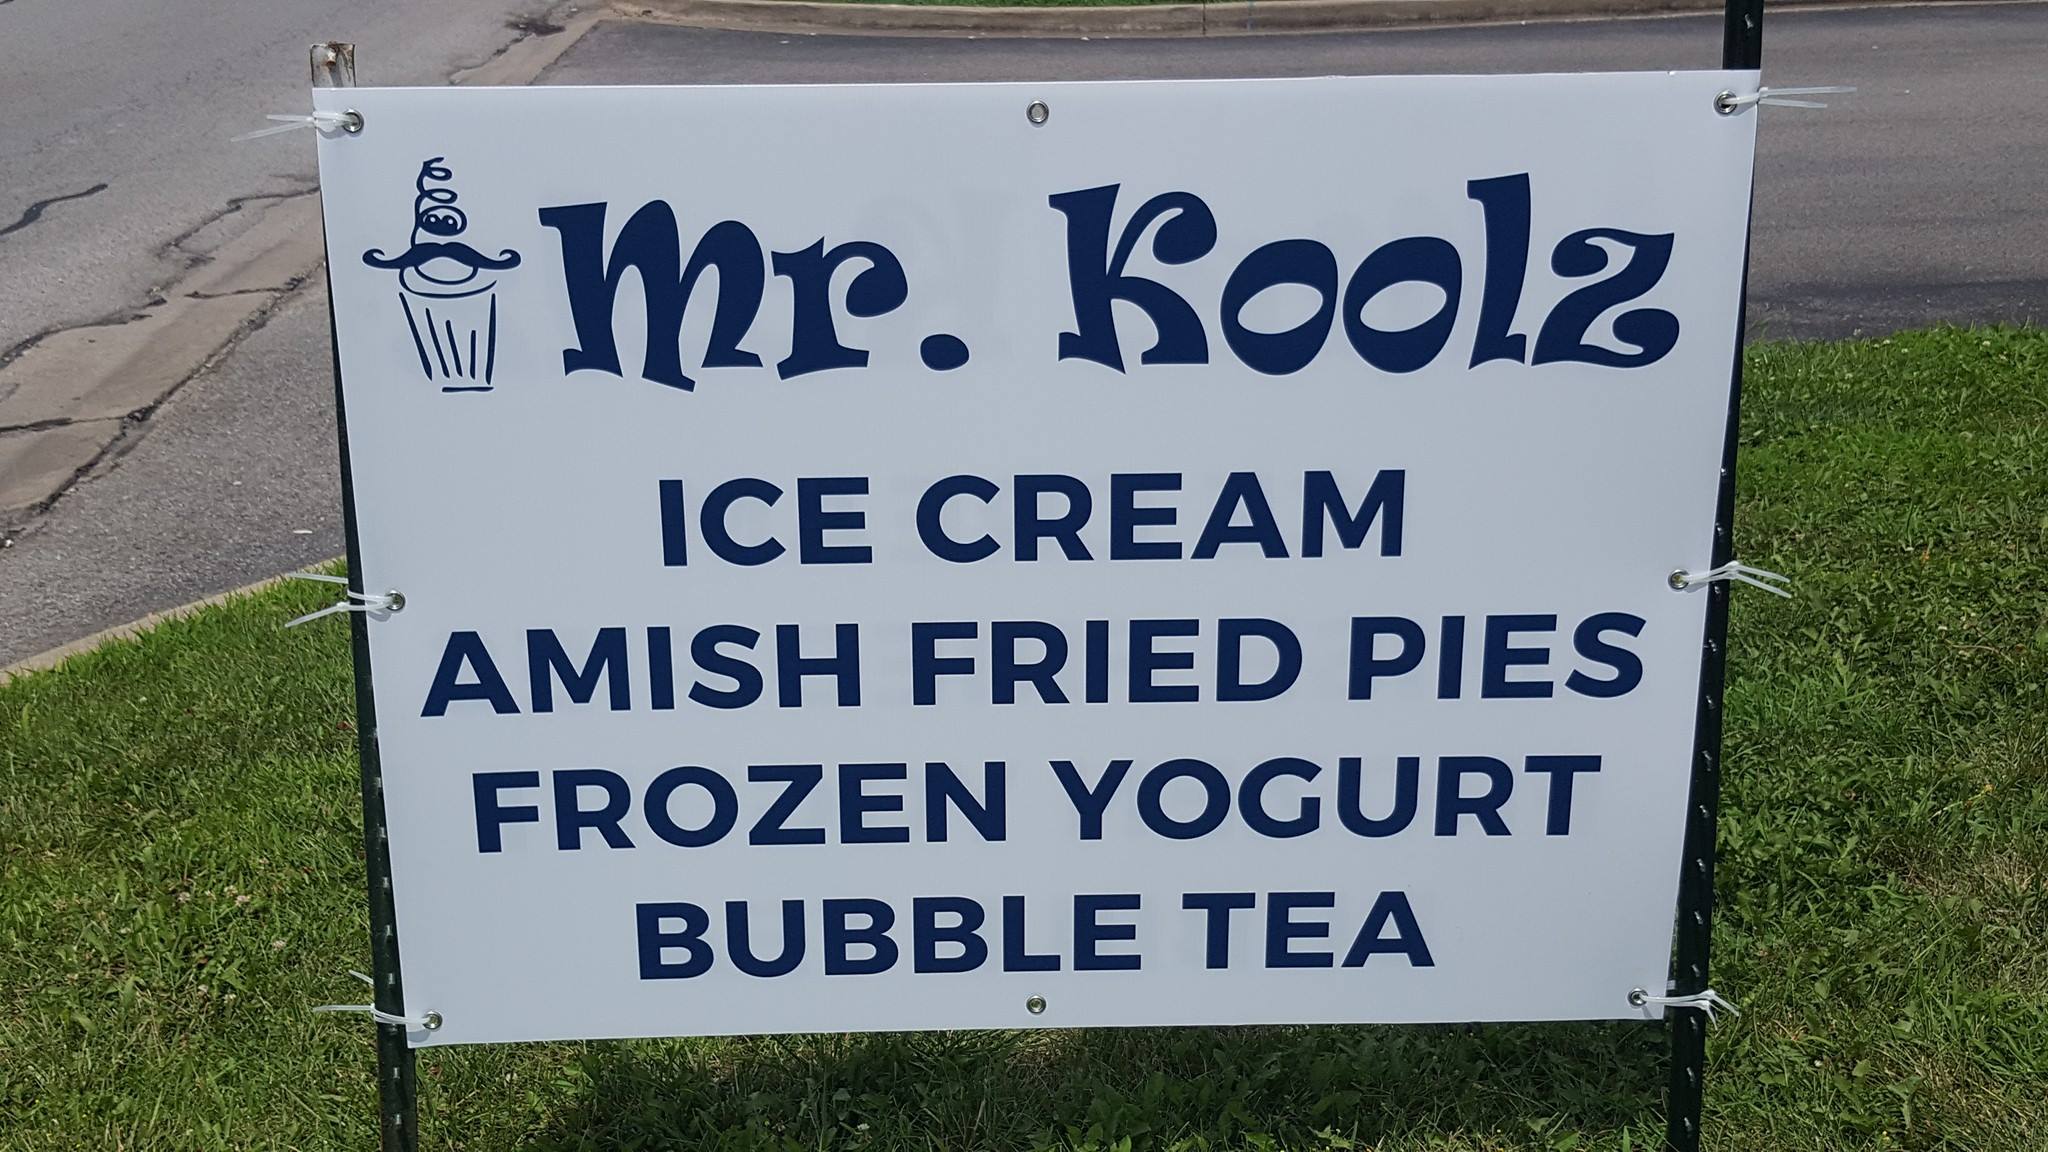 Mr. Koolz
ICE CREAM
AMISH FRIED PIES
FROZEN YOGURT
BUBBLE TEA